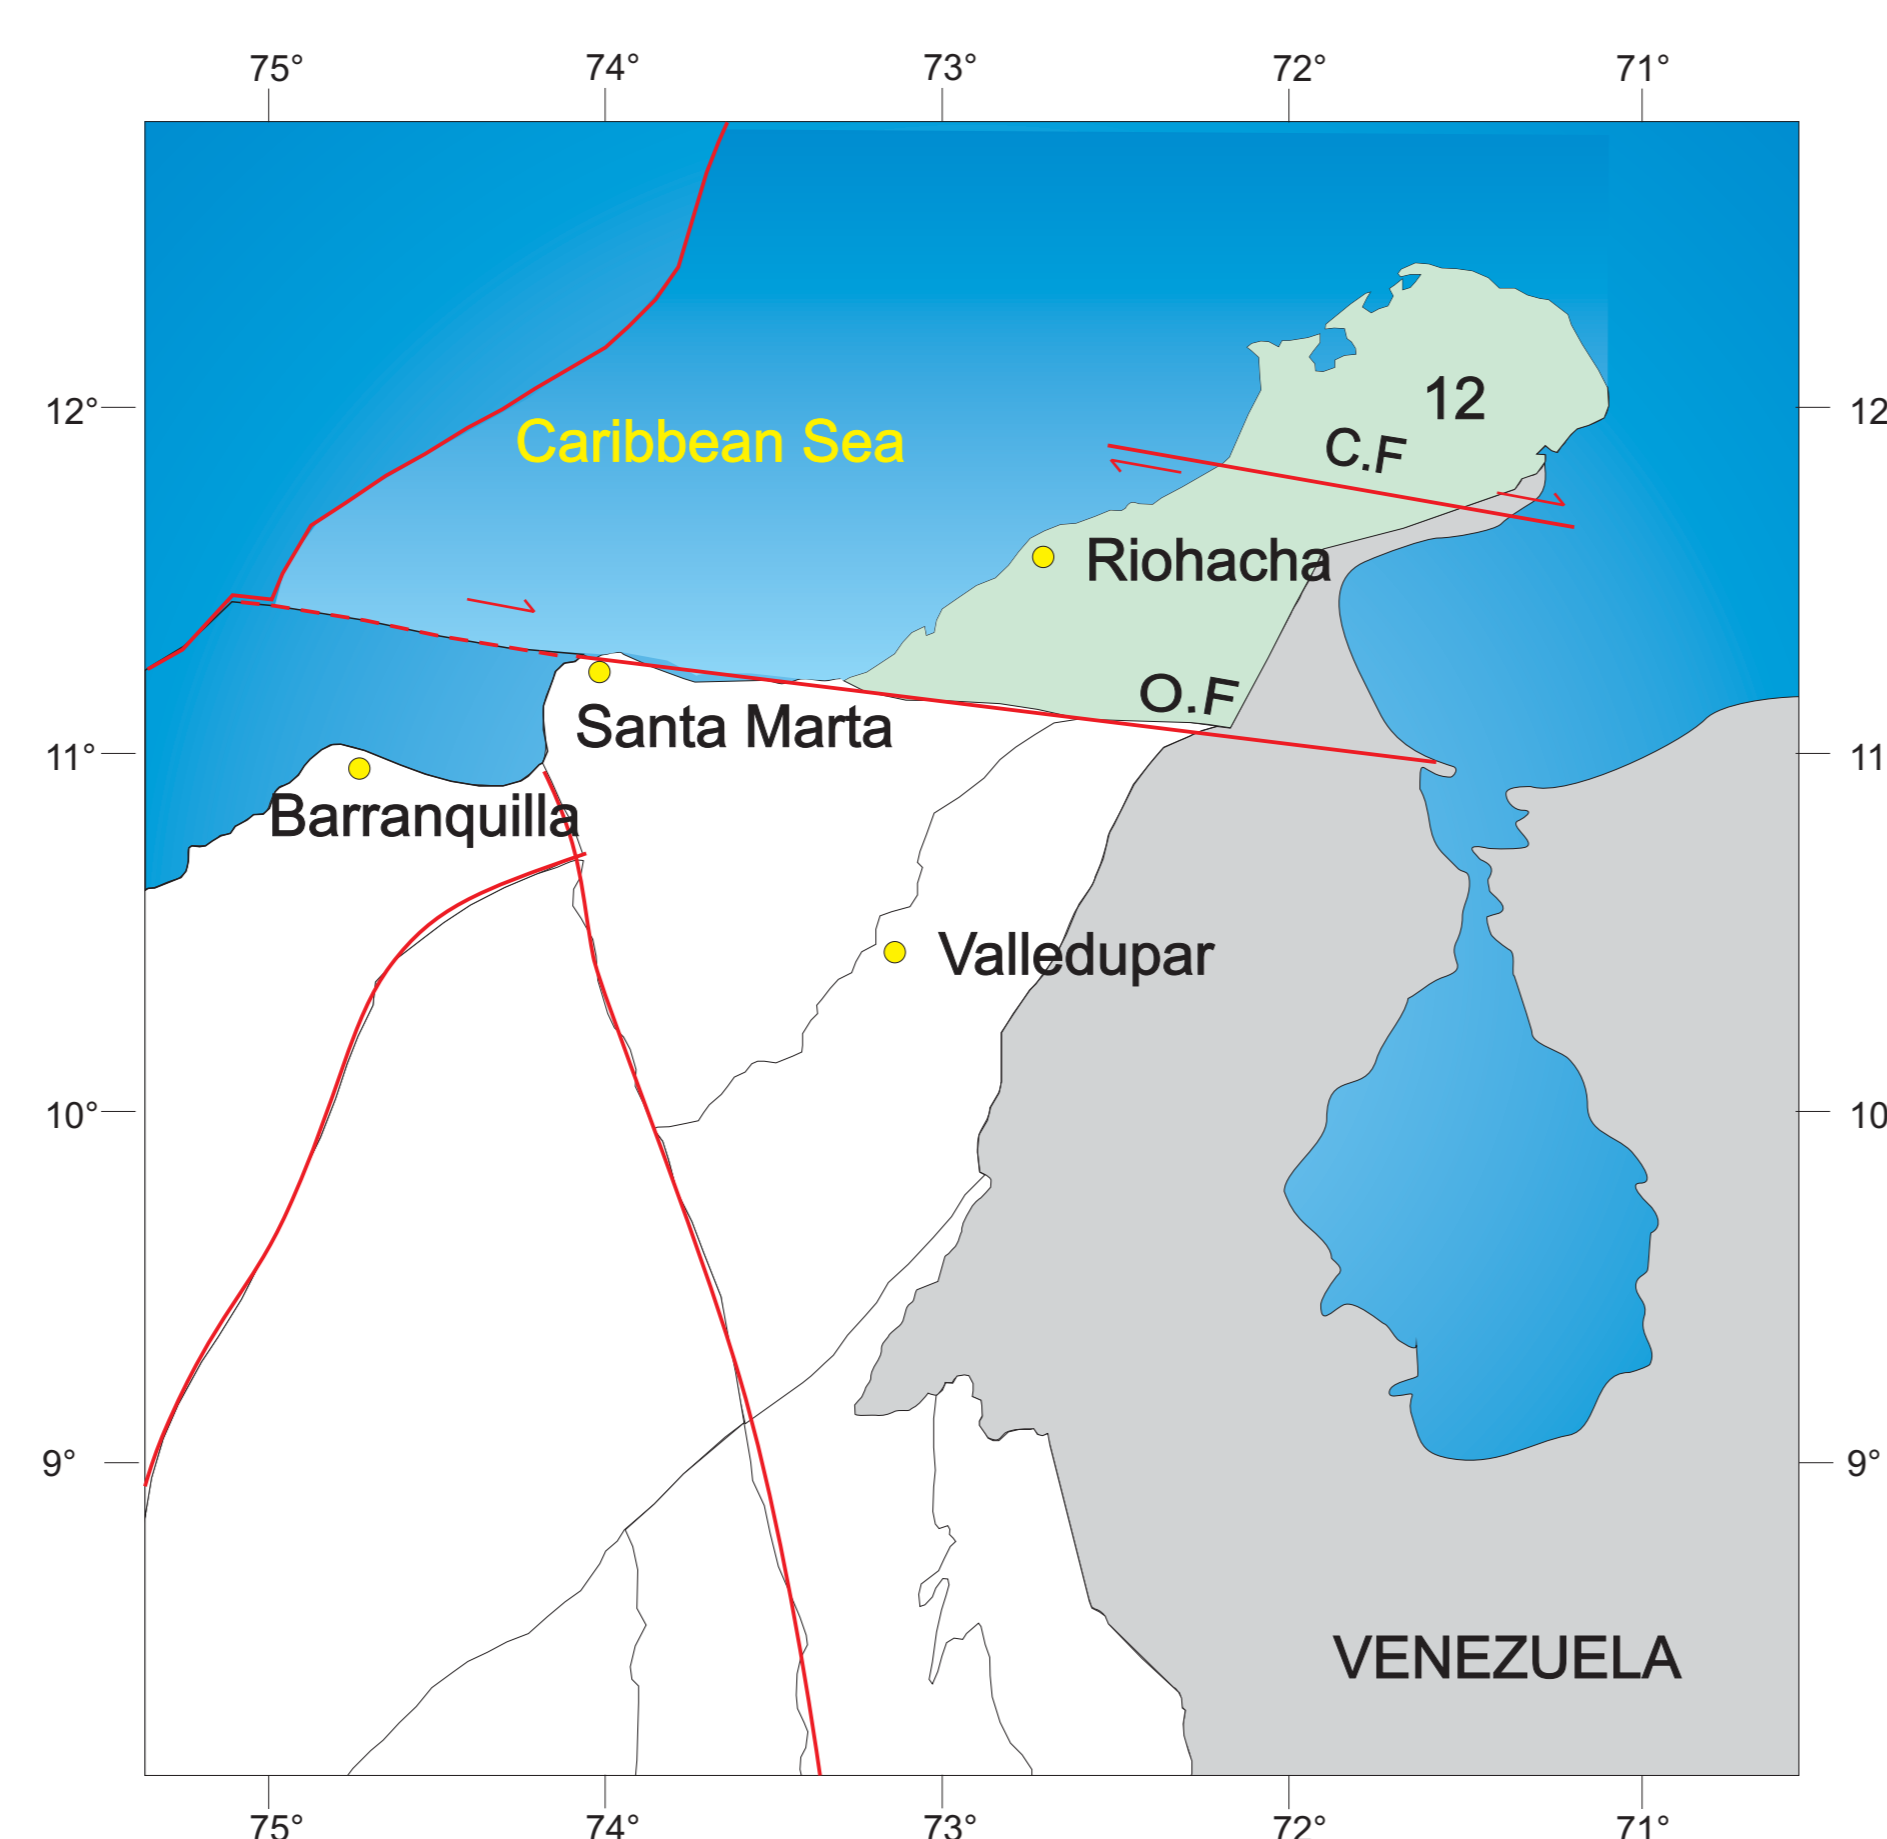 75° 74° 73° 72° 71°
12° 12
12
C.F
Caribbean Sea
Riohacha
O.F
Santa Marta
11° 11
Barranquilla
Valledupar
10° 10
9° 9°
VENEZUELA
75° 74° 73° 72° 71°